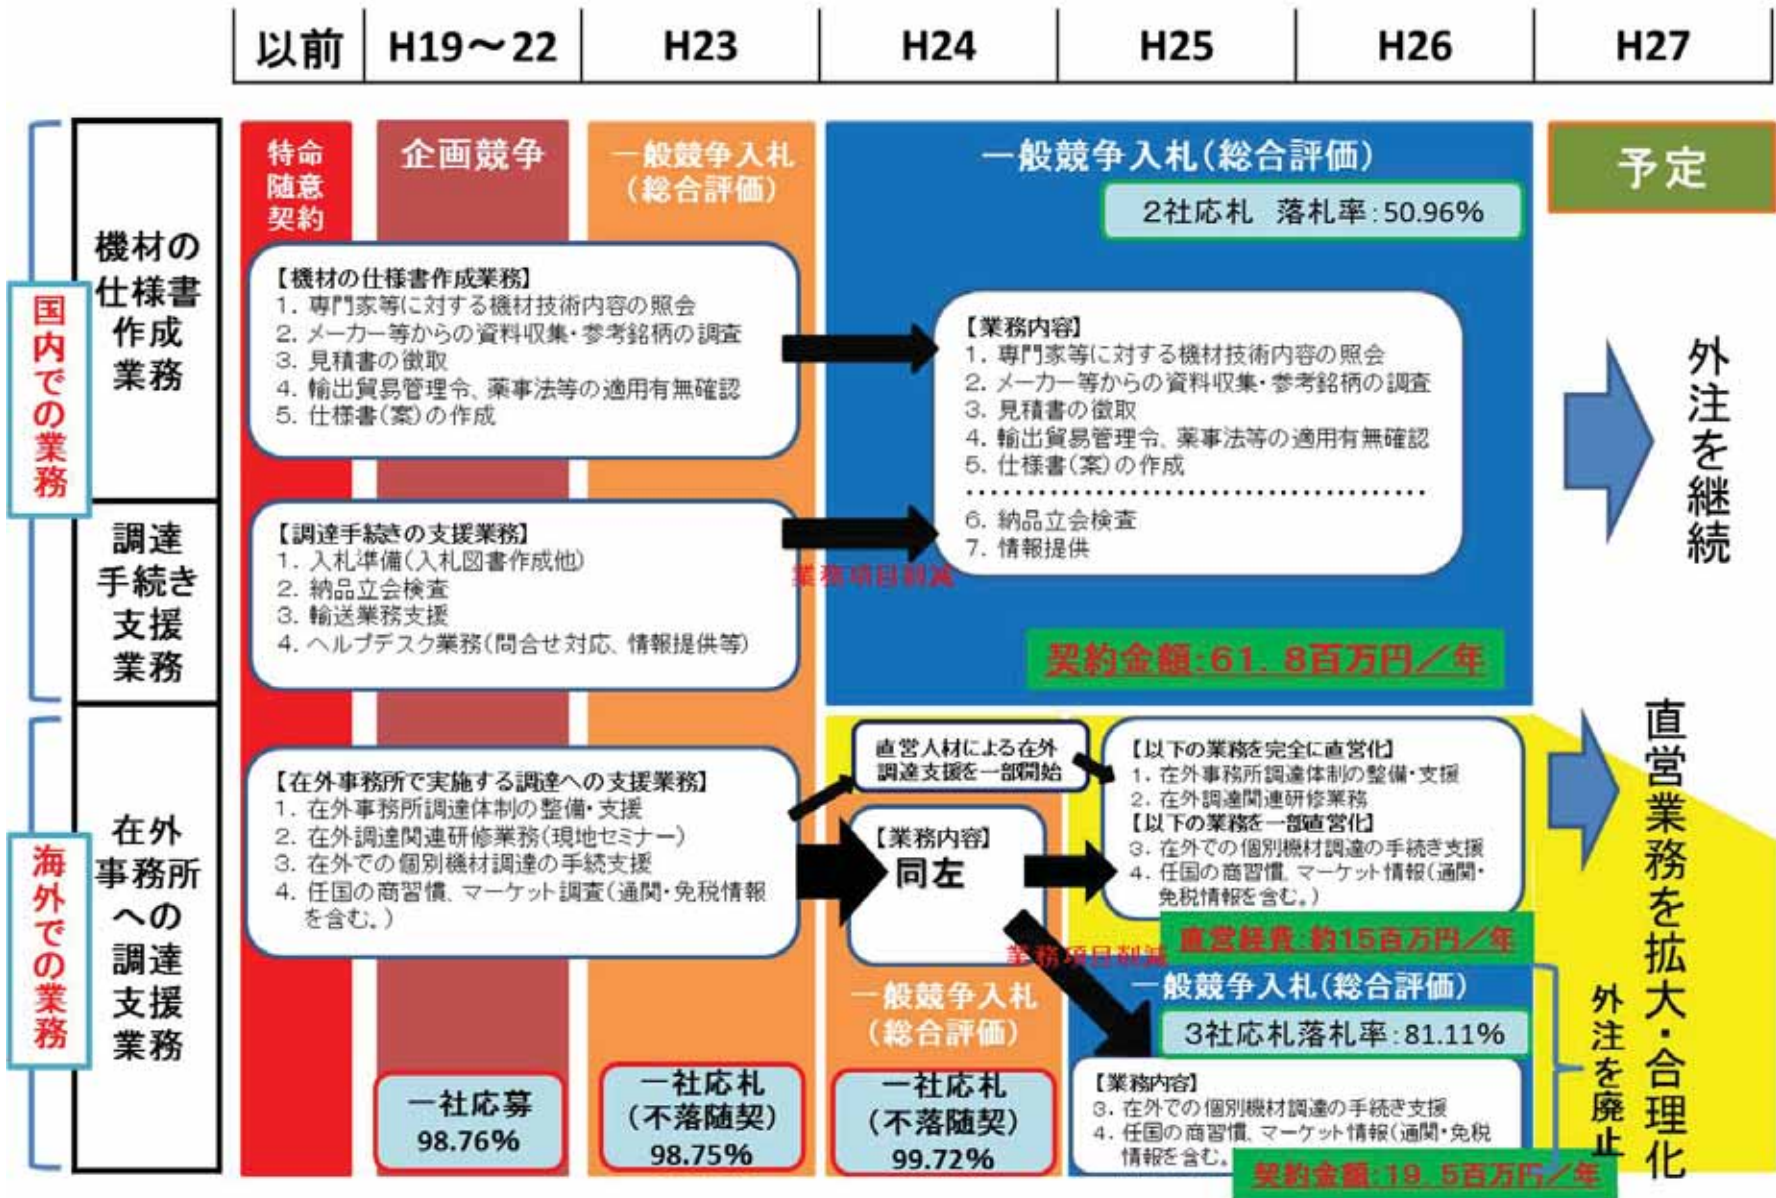 以前
H19～22
H23
H24
H25
H26
H27
国内での業務
機材の
仕様書
作成
業務
調達
手続き
支援
業務
特命
随意
契約
企画競争
一般競争入札
(総合評価)
【機材の仕様書作成業務】
1. 専門家等に対する機材技術内容の照会
2. メーカー等からの資料収集・参考銘柄の調査
3. 見積書の徴取
4. 輸出貿易管理令、薬事法等の適用有無確認
5. 仕様書(案)の作成
【調達手続きの支援業務】
1. 入札準備(入札図書作成他)
2. 納品立会検査
3. 輸送業務支援
4. ヘルプデスク業務(問合せ対応、情報提供等)
業務項目削減
一般競争入札(総合評価)
2社応札 落札率:50.96%
【業務内容】
1. 専門家等に対する機材技術内容の照会
2. メーカー等からの資料収集・参考銘柄の調査
3. 見積書の徴取
4. 輸出貿易管理令、薬事法等の適用有無確認
5. 仕様書(案)の作成
6. 納品立会検査
7. 情報提供
契約金額:61.8百万円/年
予定
外注を継続
海外での業務
在外
事務所
への
調達
支援
業務
【在外事務所で実施する調達への支援業務】
1. 在外事務所調達体制の整備・支援
2. 在外調達関連研修業務(現地セミナー)
3. 在外での個別機材調達の手続支援
4. 任国の商習慣、マーケット調査(通関・免税情報
を含む。)
一社応募
98.76%
一社応札
(不落随契)
98.75%
直営人材による在外
調達支援を一部開始
【業務内容】
同左
業務項目削減
一般競争入札
(総合評価)
一社応札
(不落随契)
99.72%
【以下の業務を完全に直営化】
1. 在外事務所調達体制の整備・支援
2. 在外調達関連研修業務
【以下の業務を一部直営化】
3. 在外での個別機材調達の手続き支援
4. 任国の商習慣、マーケット情報(通関・
免税情報を含む。)
直営経費:約15百万円/年
一般競争入札(総合評価)
3社応札落札率:81.11%
【業務内容】
3. 在外での個別機材調達の手続き支援
4. 任国の商習慣、マーケット情報(通関・免税
情報を含む。
契約金額:19.5百万円/年
外注を廃止
直営業務を拡大・合理化